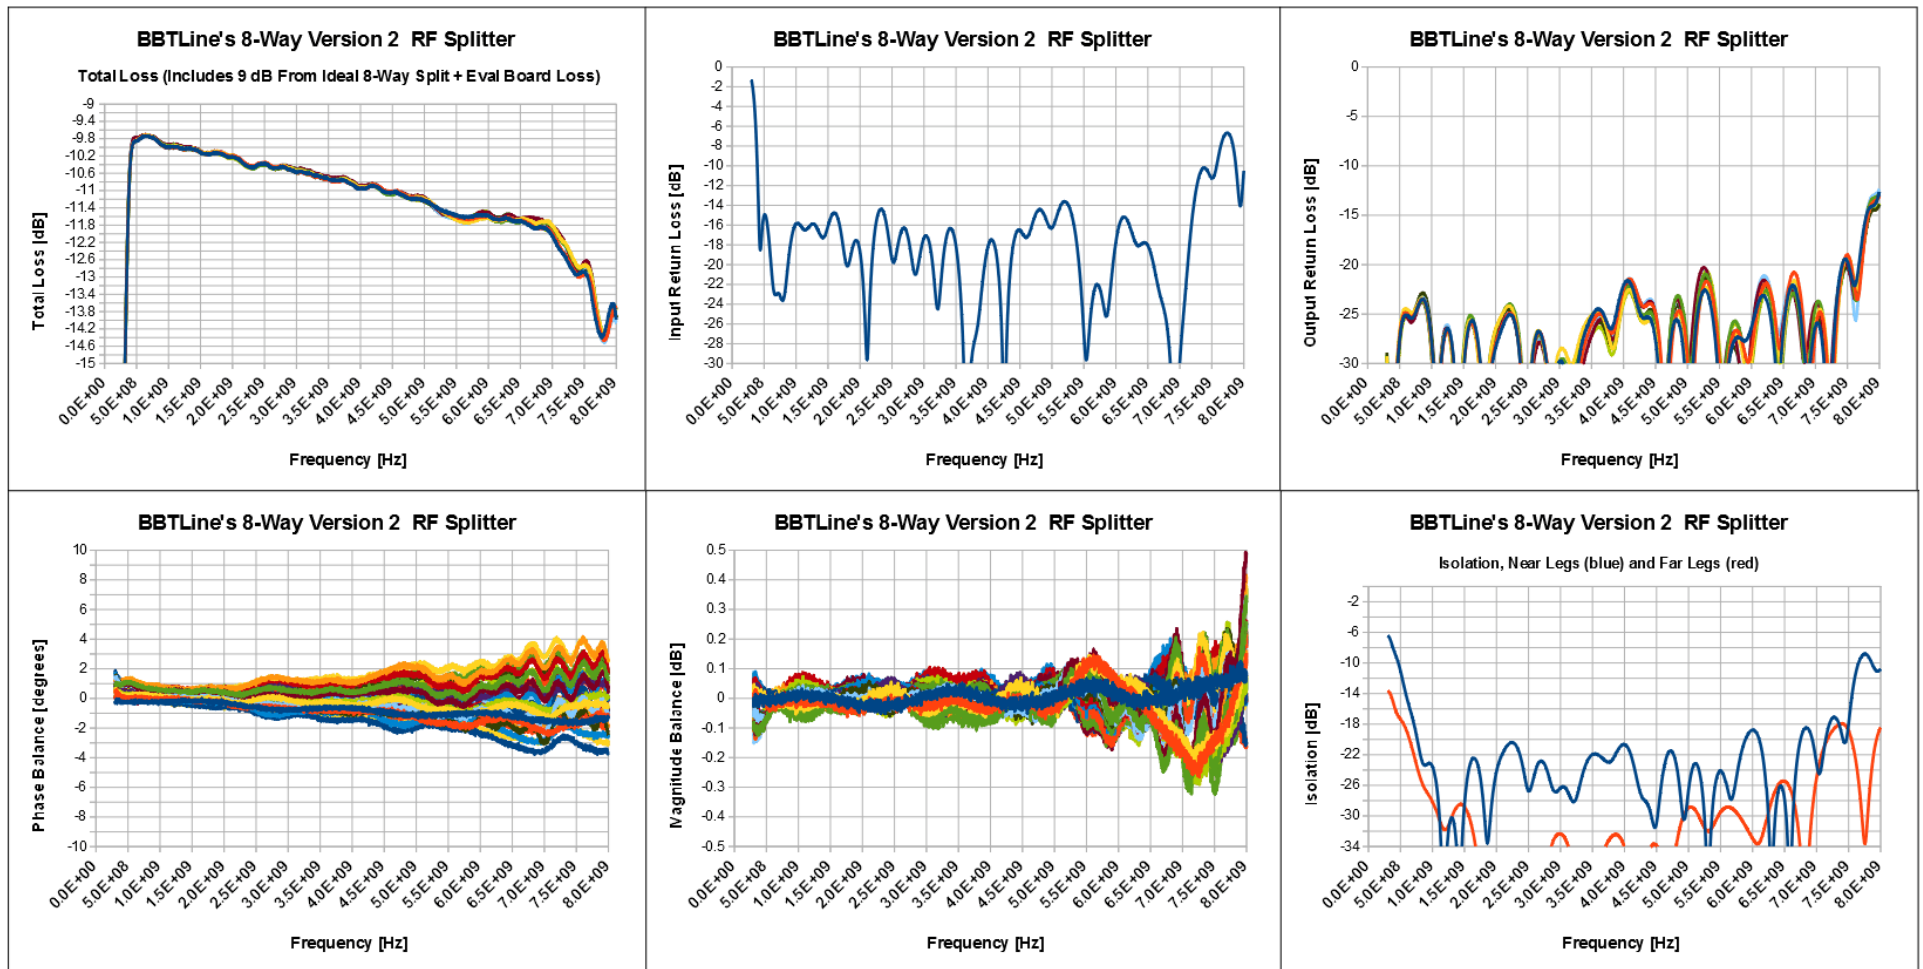 BBTLine's 8-Way Version 2 RF Splitter
Total Loss (Includes 9 dB From Ideal 8-Way Split + Eval Board Loss)
Total Loss [dB]
-9
-9.4
-9.8
-10.2
-10.6
-11
-11.4
-11.8
-12.2
-12.6
-13
-13.4
-13.8
-14.2
-14.6
-15
0.0E+00
5.0E+08
1.0E+09
1.5E+09
2.0E+09
2.5E+09
3.0E+09
3.5E+09
4.0E+09
4.5E+09
5.0E+09
5.5E+09
6.0E+09
6.5E+09
7.0E+09
7.5E+09
8.0E+09
Frequency [Hz]
BBTLine's 8-Way Version 2 RF Splitter
Input Return Loss [dB]
0
-2
-4
-6
-8
-10
-12
-14
-16
-18
-20
-22
-24
-26
-28
-30
0.0E+00
5.0E+08
1.0E+09
1.5E+09
2.0E+09
2.5E+09
3.0E+09
3.5E+09
4.0E+09
4.5E+09
5.0E+09
5.5E+09
6.0E+09
6.5E+09
7.0E+09
7.5E+09
8.0E+09
Frequency [Hz]
BBTLine's 8-Way Version 2 RF Splitter
Output Return Loss [dB]
0
-5
-10
-15
-20
-25
-30
0.0E+00
5.0E+08
1.0E+09
1.5E+09
2.0E+09
2.5E+09
3.0E+09
3.5E+09
4.0E+09
4.5E+09
5.0E+09
5.5E+09
6.0E+09
6.5E+09
7.0E+09
7.5E+09
8.0E+09
Frequency [Hz]
BBTLine's 8-Way Version 2 RF Splitter
Phase Balance [degrees]
10
8
6
4
2
0
-2
-4
-6
-8
-10
0.0E+00
5.0E+08
1.0E+09
1.5E+09
2.0E+09
2.5E+09
3.0E+09
3.5E+09
4.0E+09
4.5E+09
5.0E+09
5.5E+09
6.0E+09
6.5E+09
7.0E+09
7.5E+09
8.0E+09
Frequency [Hz]
BBTLine's 8-Way Version 2 RF Splitter
Magnitude Balance [dB]
0.5
0.4
0.3
0.2
0.1
0
-0.1
-0.2
-0.3
-0.4
-0.5
0.0E+00
5.0E+08
1.0E+09
1.5E+09
2.0E+09
2.5E+09
3.0E+09
3.5E+09
4.0E+09
4.5E+09
5.0E+09
5.5E+09
6.0E+09
6.5E+09
7.0E+09
7.5E+09
8.0E+09
Frequency [Hz]
BBTLine's 8-Way Version 2 RF Splitter
Isolation, Near Legs (blue) and Far Legs (red)
Isolation [dB]
-2
-6
-10
-14
-18
-22
-26
-30
-34
0.0E+00
5.0E+08
1.0E+09
1.5E+09
2.0E+09
2.5E+09
3.0E+09
3.5E+09
4.0E+09
4.5E+09
5.0E+09
5.5E+09
6.0E+09
6.5E+09
7.0E+09
7.5E+09
8.0E+09
Frequency [Hz]